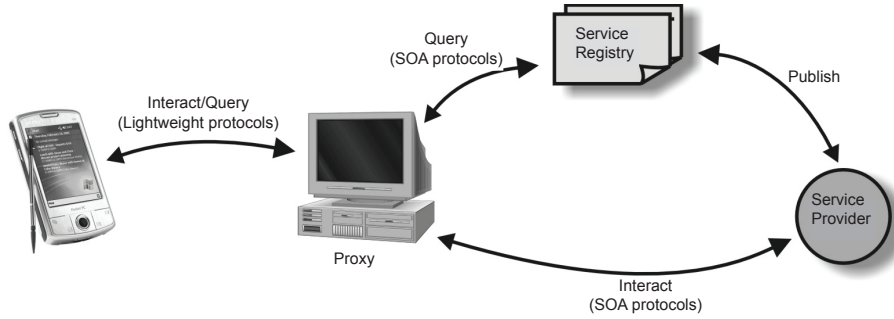 Service
Registry
Query
(SOA protocols)
Publish
Interact/Query
(Lightweight protocols)
Service
Provider
Proxy
Interact
(SOA protocols)